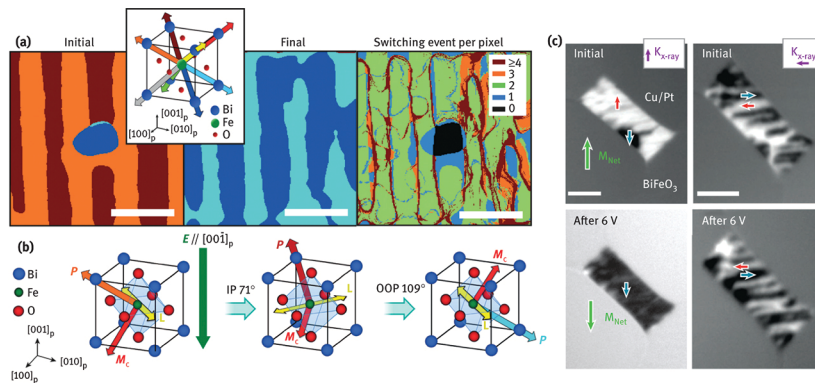 (a)
Initial
Final
Switching event per pixel
[001]p
[010]p
[100]p
Bi
Fe
O
≥4
3
2
1
0
(b)
Bi
Fe
O
[001]p
[010]p
[100]p
P
L
Mc
E // [001̄]p
IP 71°
P
L
Mc
OOP 109°
Mc
L
P
(c)
Initial
Kx-ray
Cu/Pt
MNet
BiFeO3
Initial
Kx-ray
After 6 V
MNet
After 6 V